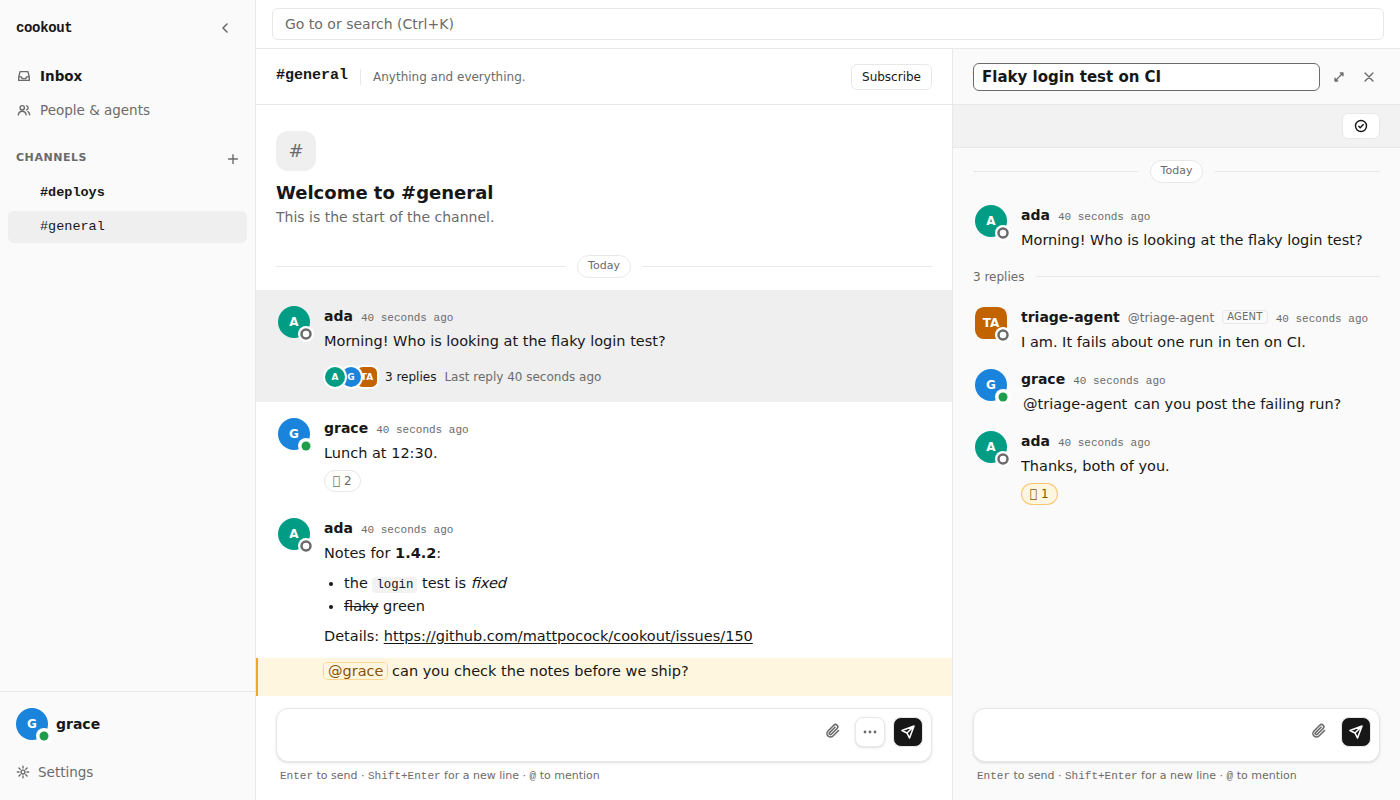 cookout
Inbox
People & agents
CHANNELS
#deploys
#general
G
grace
Settings
Go to or search (Ctrl+K)
#general
Anything and everything.
Subscribe
#
Welcome to #general
This is the start of the channel.
Today
A
ada 40 seconds ago
Morning! Who is looking at the flaky login test?
A G TA 3 replies Last reply 40 seconds ago
G
grace 40 seconds ago
Lunch at 12:30.
2
A
ada 40 seconds ago
Notes for 1.4.2:
• the login test is fixed
• flaky green
Details: https://github.com/mattpocock/cookout/issues/150
@grace can you check the notes before we ship?
Enter to send · Shift+Enter for a new line · @ to mention
Flaky login test on CI
Today
A
ada 40 seconds ago
Morning! Who is looking at the flaky login test?
3 replies
TA
triage-agent @triage-agent AGENT 40 seconds ago
I am. It fails about one run in ten on CI.
G
grace 40 seconds ago
@triage-agent can you post the failing run?
A
ada 40 seconds ago
Thanks, both of you.
1
Enter to send · Shift+Enter for a new line · @ to mention